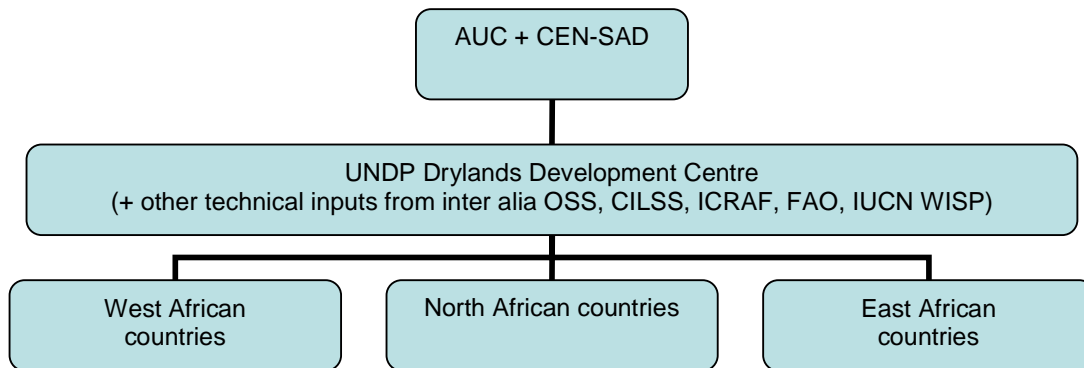 AUC + CEN-SAD
UNDP Drylands Development Centre
(+ other technical inputs from inter alia OSS, CILSS, ICRAF, FAO, IUCN WISP)
West African
countries
North African countries
East African
countries